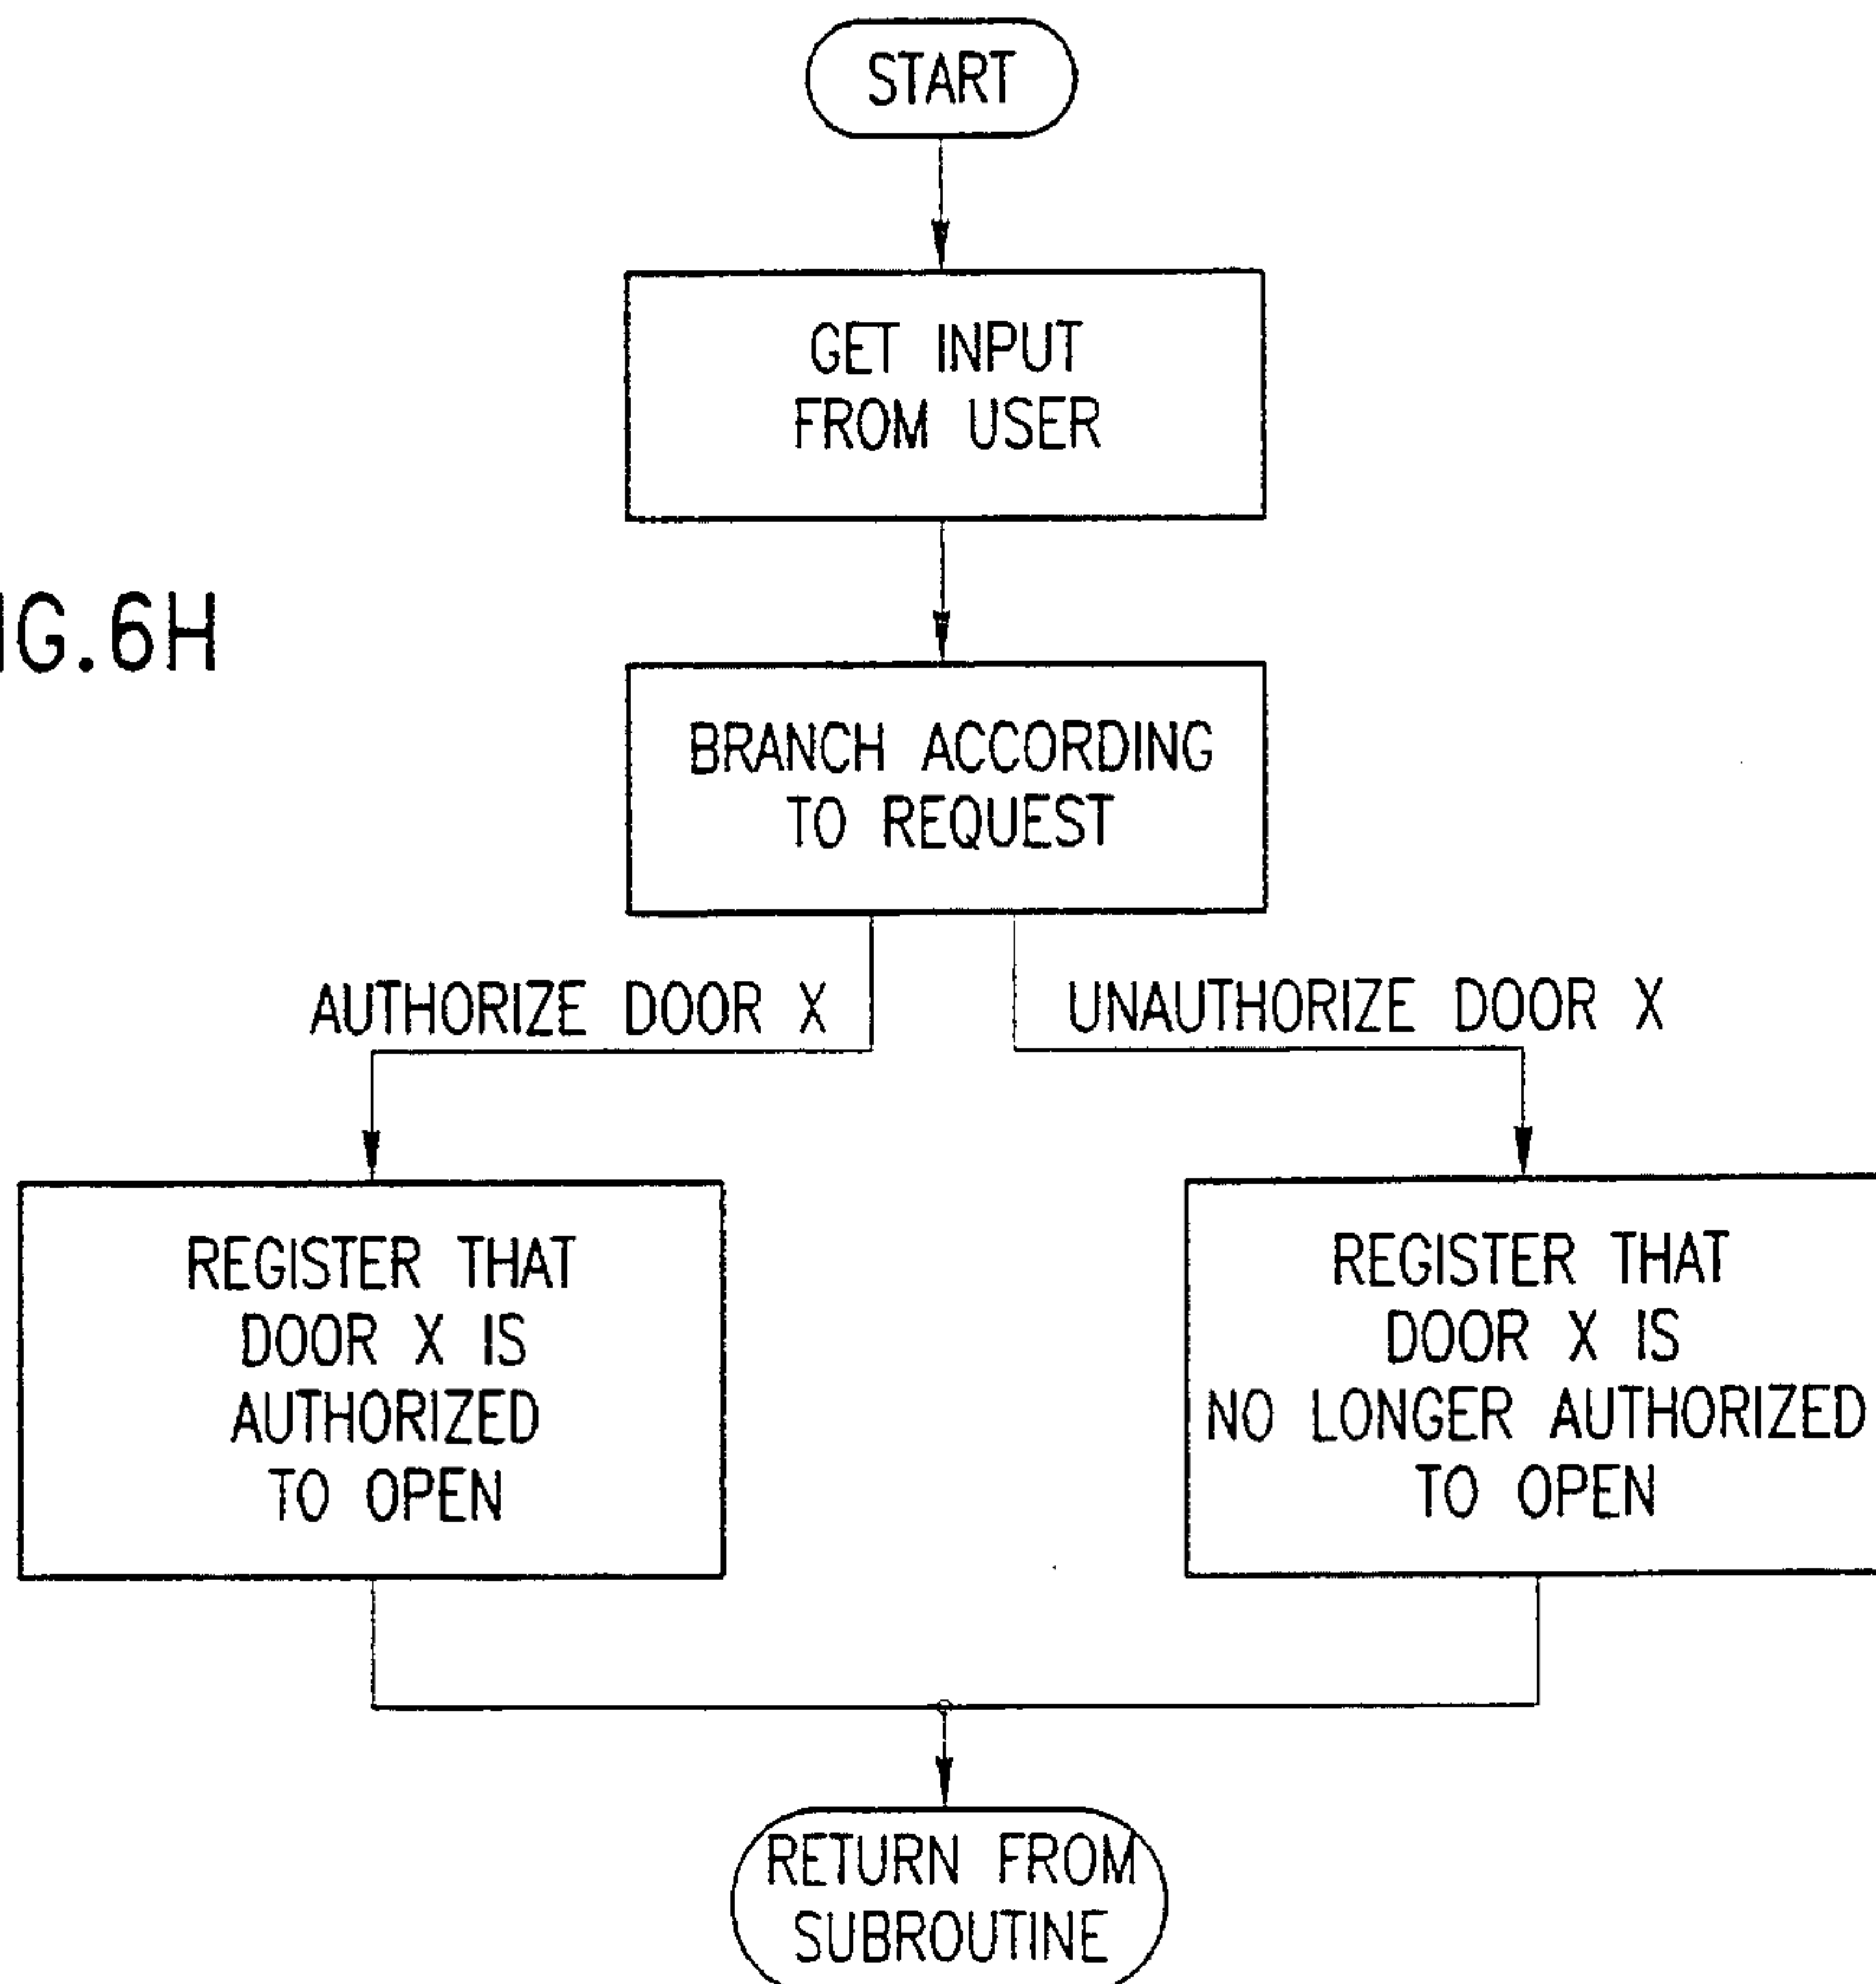 START
GET INPUT
FROM USER
IG.6H
BRANCH ACCORDING
TO REQUEST
AUTHORIZE DOOR X
UNAUTHORIZE DOOR X
REGISTER THAT
DOOR X IS
AUTHORIZED
TO OPEN
REGISTER THAT
DOOR X IS
NO LONGER AUTHORIZED
TO OPEN
RETURN FROM
SUBROUTINE